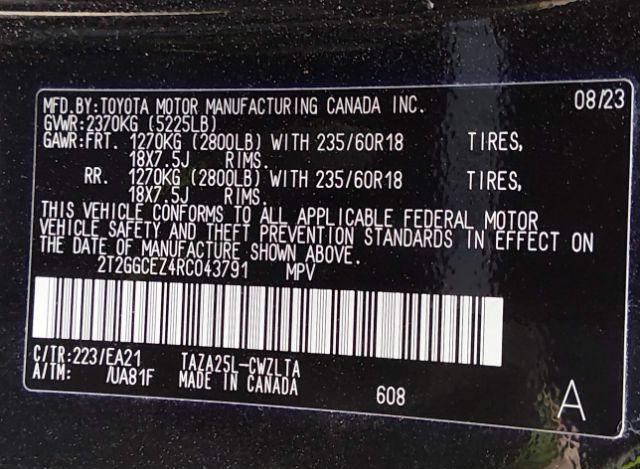 MFD.BY:TOYOTA MOTOR MANUFACTURING CANADA INC. 08/23
GVWR:2370KG (5225LB)
GAWR:FRT. 1270KG (2800LB) WITH 235/60R18 TIRES,
18X7.5J RIMS.
RR. 1270KG (2800LB) WITH 235/60R18 TIRES,
18X7.5J RIMS.
THIS VEHICLE CONFORMS TO ALL APPLICABLE FEDERAL MOTOR
VEHICLE SAFETY AND THEFT PREVENTION STANDARDS IN EFFECT ON
THE DATE OF MANUFACTURE SHOWN ABOVE.
2T2GGCEZ4RC043791 MPV
C/TR:223/EA21 TAZA25L-CWZLTA
A/TM: /UA81F MADE IN CANADA 608 A